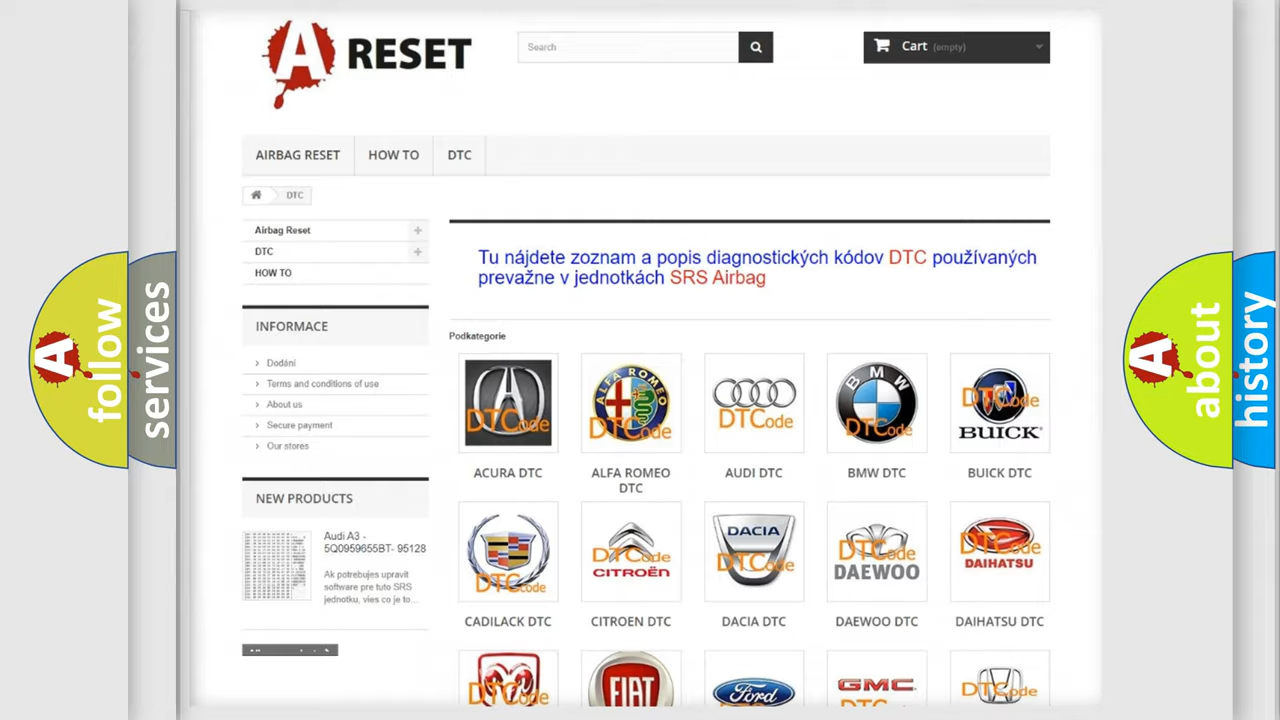 A RESET
Search
Cart (empty)
AIRBAG RESET
HOW TO
DTC
DTC
Airbag Reset
DTC
HOW TO
INFORMACE
Dodání
Terms and conditions of use
About us
Secure payment
Our stores
NEW PRODUCTS
Audi A3 -
5Q0959655BT- 95128
Ak potrebujes upravit
software pre tuto SRS
jednotku, vies co je to...
Tu nájdete zoznam a popis diagnostických kódov DTC používaných
prevažne v jednotkách SRS Airbag
Podkategorie
DTCode
ALFA ROMEO
DTCode
DTCode
BMW
DTCode
DTCode
BUICK
ACURA DTC
ALFA ROMEO
DTC
AUDI DTC
BMW DTC
BUICK DTC
DTCode
DTCode
CITROËN
DACIA
DTCode
DTCode
DAEWOO
DTCode
DAIHATSU
CADILACK DTC
CITROEN DTC
DACIA DTC
DAEWOO DTC
DAIHATSU DTC
DTCode
FIAT
Ford
GMC
DTCode
A follow
services
A about
history